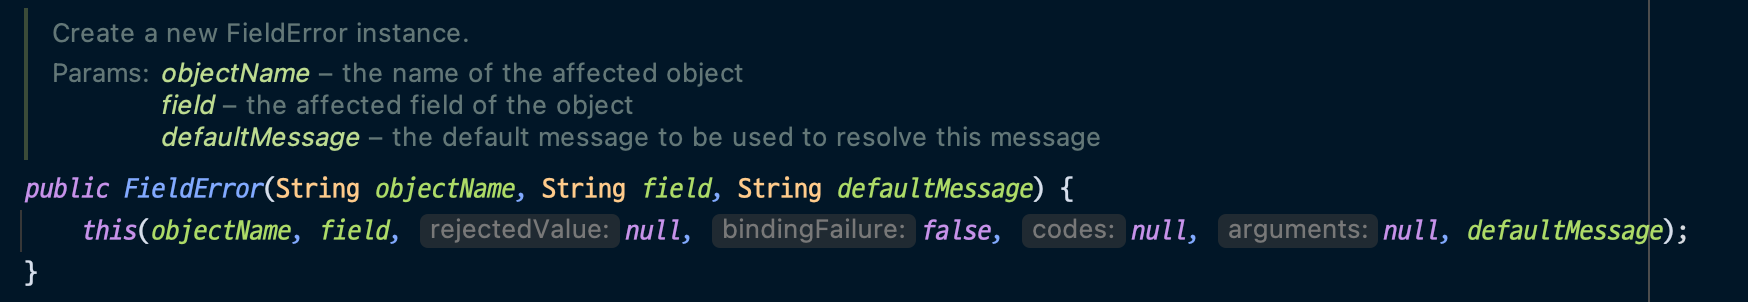 Create a new FieldError instance.
Params: objectName – the name of the affected object
field – the affected field of the object
defaultMessage – the default message to be used to resolve this message
public FieldError(String objectName, String field, String defaultMessage) {
this(objectName, field, rejectedValue: null, bindingFailure: false, codes: null, arguments: null, defaultMessage);
}